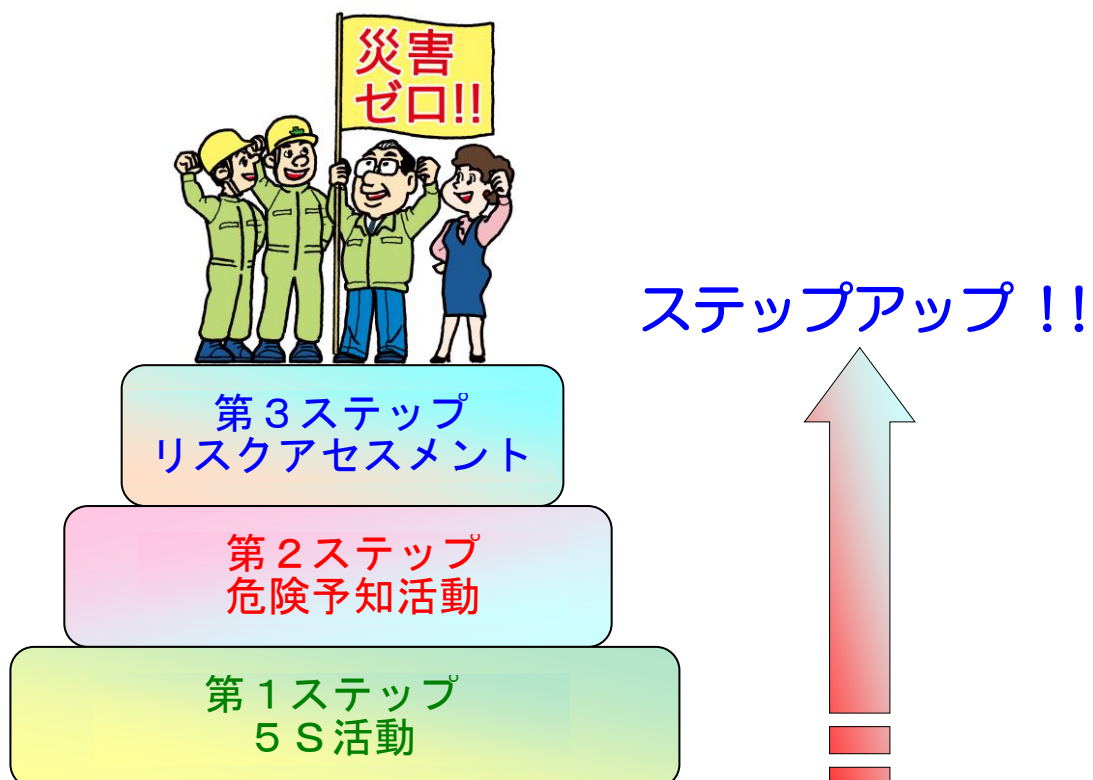 災害
ゼロ!!
ステップアップ !!
第３ステップ
リスクアセスメント
第２ステップ
危険予知活動
第１ステップ
５Ｓ活動